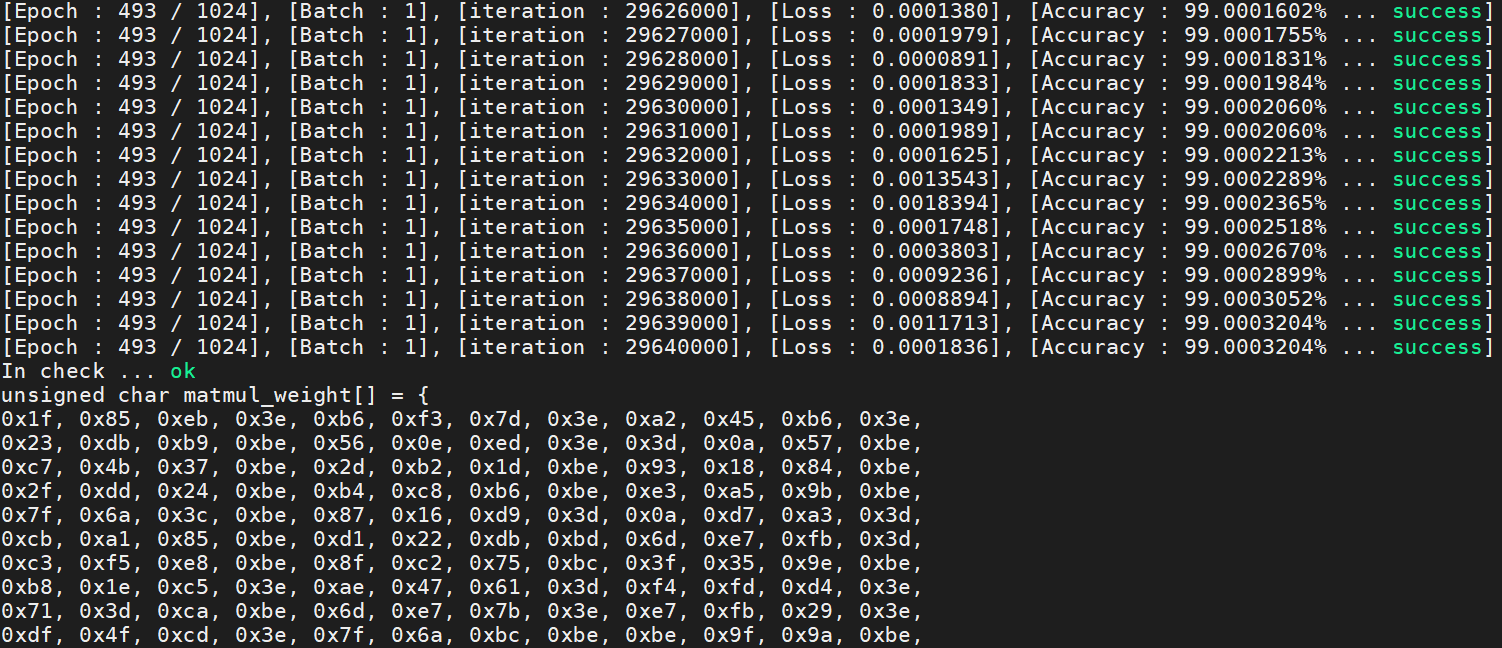 [Epoch : 493 / 1024], [Batch : 1], [iteration : 29626000], [Loss : 0.0001380], [Accuracy : 99.0001602% ... success]
[Epoch : 493 / 1024], [Batch : 1], [iteration : 29627000], [Loss : 0.0001979], [Accuracy : 99.0001755% ... success]
[Epoch : 493 / 1024], [Batch : 1], [iteration : 29628000], [Loss : 0.0000891], [Accuracy : 99.0001831% ... success]
[Epoch : 493 / 1024], [Batch : 1], [iteration : 29629000], [Loss : 0.0001833], [Accuracy : 99.0001984% ... success]
[Epoch : 493 / 1024], [Batch : 1], [iteration : 29630000], [Loss : 0.0001349], [Accuracy : 99.0002060% ... success]
[Epoch : 493 / 1024], [Batch : 1], [iteration : 29631000], [Loss : 0.0001989], [Accuracy : 99.0002060% ... success]
[Epoch : 493 / 1024], [Batch : 1], [iteration : 29632000], [Loss : 0.0001625], [Accuracy : 99.0002213% ... success]
[Epoch : 493 / 1024], [Batch : 1], [iteration : 29633000], [Loss : 0.0013543], [Accuracy : 99.0002289% ... success]
[Epoch : 493 / 1024], [Batch : 1], [iteration : 29634000], [Loss : 0.0018394], [Accuracy : 99.0002365% ... success]
[Epoch : 493 / 1024], [Batch : 1], [iteration : 29635000], [Loss : 0.0001748], [Accuracy : 99.0002518% ... success]
[Epoch : 493 / 1024], [Batch : 1], [iteration : 29636000], [Loss : 0.0003803], [Accuracy : 99.0002670% ... success]
[Epoch : 493 / 1024], [Batch : 1], [iteration : 29637000], [Loss : 0.0009236], [Accuracy : 99.0002899% ... success]
[Epoch : 493 / 1024], [Batch : 1], [iteration : 29638000], [Loss : 0.0008894], [Accuracy : 99.0003052% ... success]
[Epoch : 493 / 1024], [Batch : 1], [iteration : 29639000], [Loss : 0.0011713], [Accuracy : 99.0003204% ... success]
[Epoch : 493 / 1024], [Batch : 1], [iteration : 29640000], [Loss : 0.0001836], [Accuracy : 99.0003204% ... success]
In check ... ok
unsigned char matmul_weight[] = {
0x1f, 0x85, 0xeb, 0x3e, 0xb6, 0xf3, 0x7d, 0x3e, 0xa2, 0x45, 0xb6, 0x3e,
0x23, 0xdb, 0xb9, 0xbe, 0x56, 0x0e, 0xed, 0x3e, 0x3d, 0x0a, 0x57, 0xbe,
0xc7, 0x4b, 0x37, 0xbe, 0x2d, 0xb2, 0x1d, 0xbe, 0x93, 0x18, 0x84, 0xbe,
0x2f, 0xdd, 0x24, 0xbe, 0xb4, 0xc8, 0xb6, 0xbe, 0xe3, 0xa5, 0x9b, 0xbe,
0x7f, 0x6a, 0x3c, 0xbe, 0x87, 0x16, 0xd9, 0x3d, 0x0a, 0xd7, 0xa3, 0x3d,
0xcb, 0xa1, 0x85, 0xbe, 0xd1, 0x22, 0xdb, 0xbd, 0x6d, 0xe7, 0xfb, 0x3d,
0xc3, 0xf5, 0xe8, 0xbe, 0x8f, 0xc2, 0x75, 0xbc, 0x3f, 0x35, 0x9e, 0xbe,
0xb8, 0x1e, 0xc5, 0x3e, 0xae, 0x47, 0x61, 0x3d, 0xf4, 0xfd, 0xd4, 0x3e,
0x71, 0x3d, 0xca, 0xbe, 0x6d, 0xe7, 0x7b, 0x3e, 0xe7, 0xfb, 0x29, 0x3e,
0xdf, 0x4f, 0xcd, 0x3e, 0x7f, 0x6a, 0xbc, 0xbe, 0xbe, 0x9f, 0x9a, 0xbe,